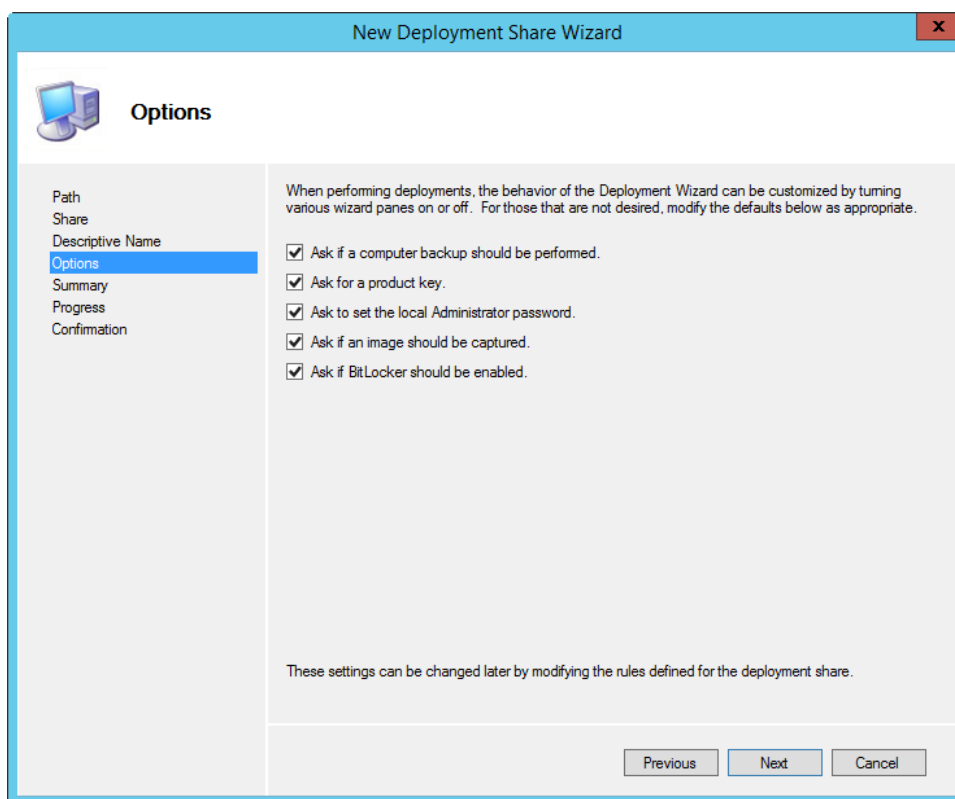 New Deployment Share Wizard
x
Options
Path
Share
Descriptive Name
Options
Summary
Progress
Confirmation
When performing deployments, the behavior of the Deployment Wizard can be customized by turning
various wizard panes on or off.  For those that are not desired, modify the defaults below as appropriate.
Ask if a computer backup should be performed.
Ask for a product key.
Ask to set the local Administrator password.
Ask if an image should be captured.
Ask if BitLocker should be enabled.
These settings can be changed later by modifying the rules defined for the deployment share.
Previous
Next
Cancel